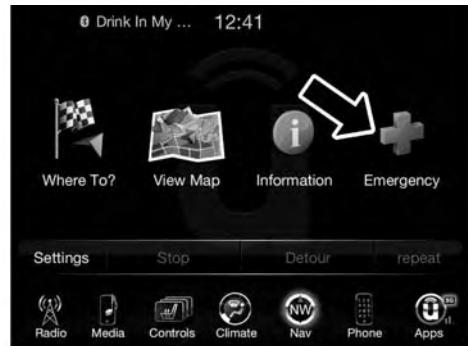 Drink In My ... 12:41
Where To? View Map Information Emergency
Settings Stop Detour repeat
NW
Radio Media Controls Climate Nav Phone Apps